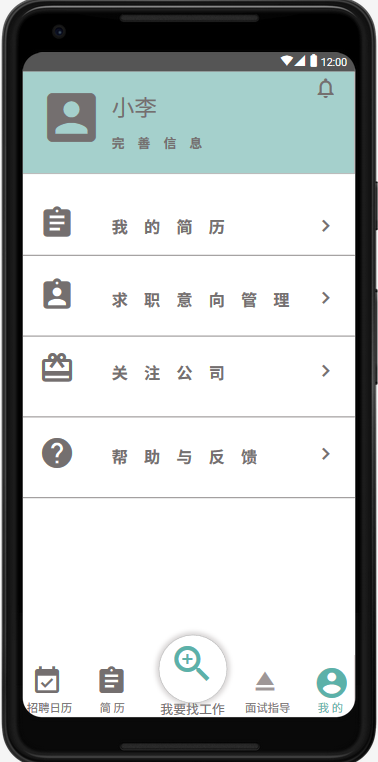 12:00
小李
完善信息
我的简历
求职意向管理
关注公司
帮助与反馈
招聘日历 简历 我要找工作 面试指导 我的